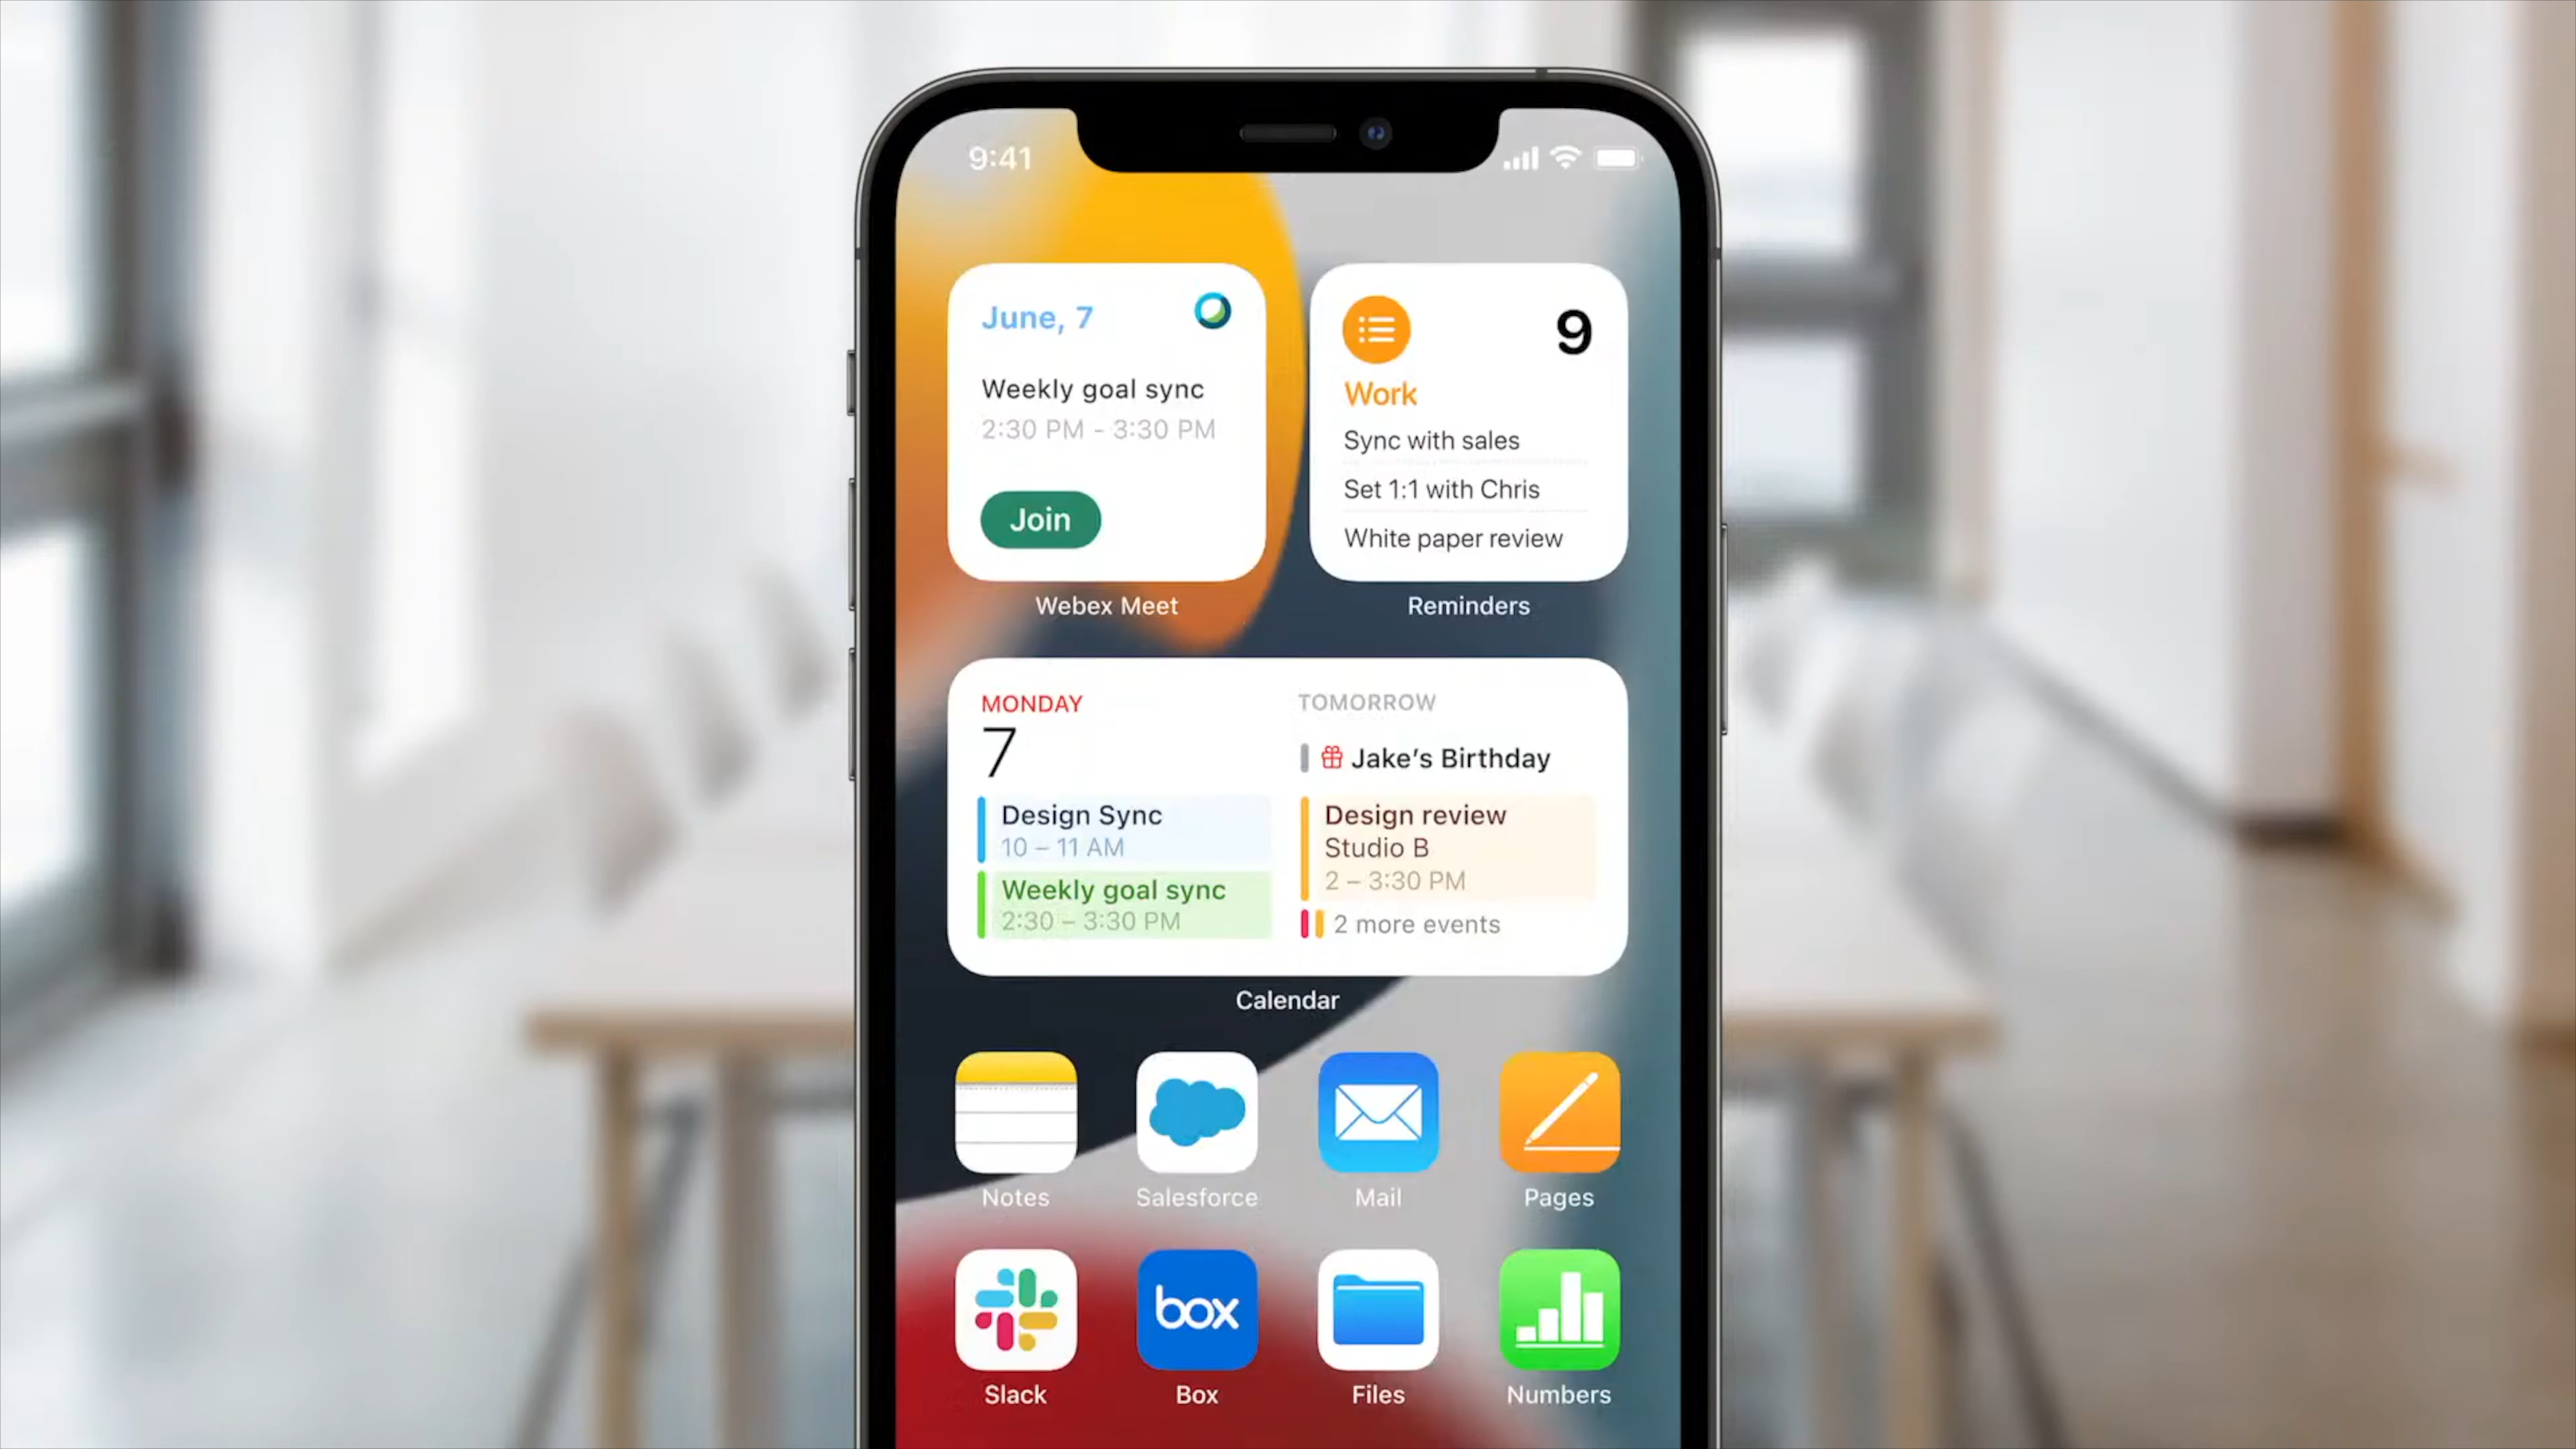 9:41
June, 7
Weekly goal sync
2:30 PM - 3:30 PM
Join
Webex Meet
9
Work
Sync with sales
Set 1:1 with Chris
White paper review
Reminders
MONDAY
7
Design Sync
10 – 11 AM
Weekly goal sync
2:30 – 3:30 PM
TOMORROW
Jake’s Birthday
Design review
Studio B
2 – 3:30 PM
2 more events
Calendar
Notes
Salesforce
Mail
Pages
box
Slack
Box
Files
Numbers